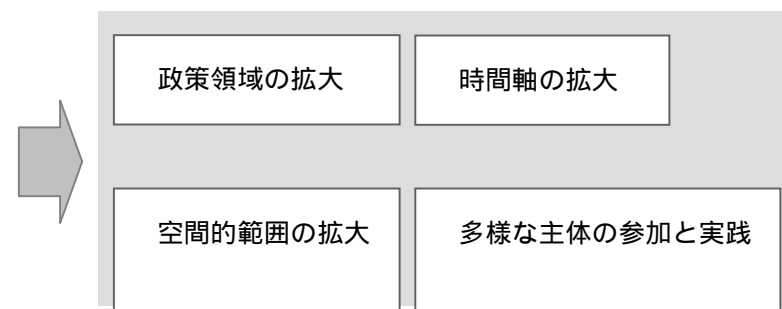 政策領域の拡大
時間軸の拡大
空間的範囲の拡大
多様な主体の参加と実践